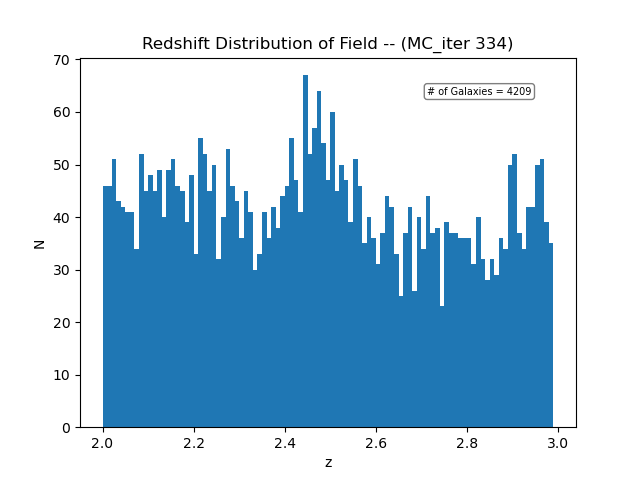 Redshift Distribution of Field -- (MC_iter 334)
# of Galaxies = 4209
70
60
50
40
30
20
10
0
N
2.0 2.2 2.4 2.6 2.8 3.0
z